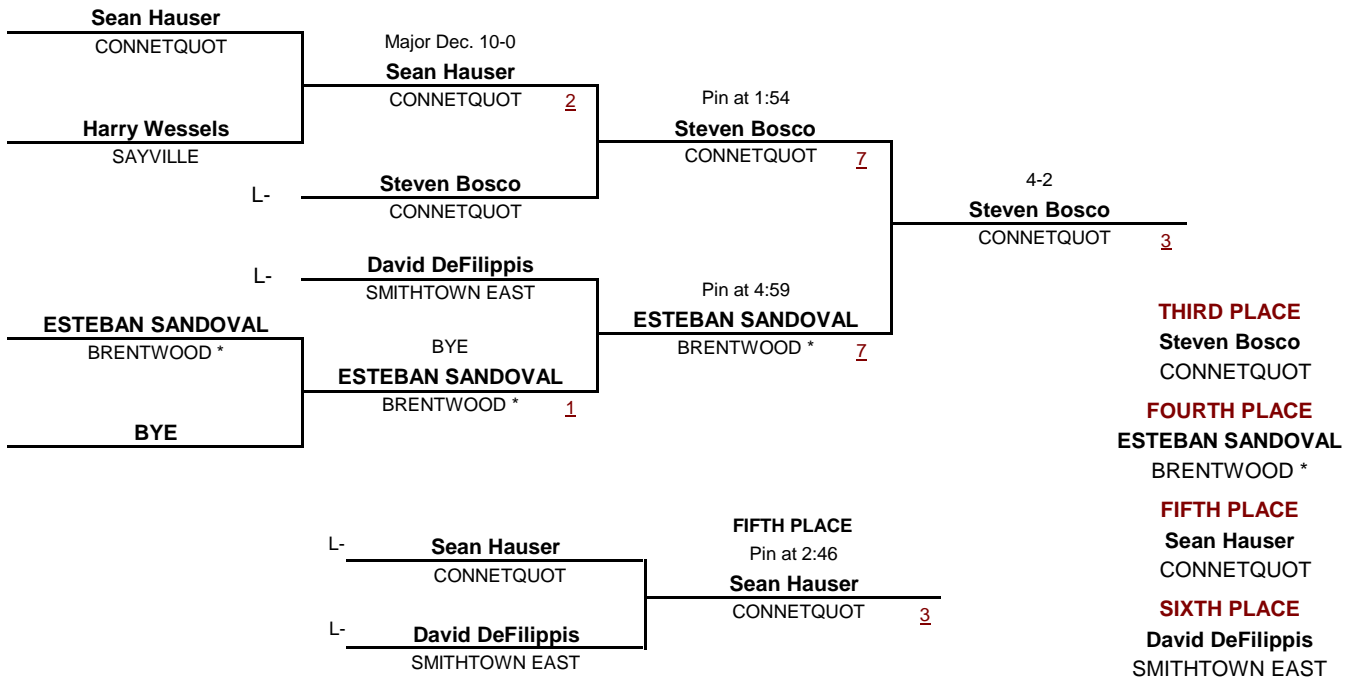 Sean Hauser
CONNETQUOT
Major Dec. 10-0
Sean Hauser
CONNETQUOT 2
Harry Wessels
SAYVILLE
Pin at 1:54
Steven Bosco
CONNETQUOT 7
L- Steven Bosco
CONNETQUOT
4-2
Steven Bosco
CONNETQUOT 3
L- David DeFilippis
SMITHTOWN EAST
Pin at 4:59
ESTEBAN SANDOVAL
BRENTWOOD * 7
ESTEBAN SANDOVAL
BRENTWOOD *
BYE
ESTEBAN SANDOVAL
BRENTWOOD * 1
BYE
L- Sean Hauser
CONNETQUOT
L- David DeFilippis
SMITHTOWN EAST
FIFTH PLACE
Pin at 2:46
Sean Hauser
CONNETQUOT 3
THIRD PLACE
Steven Bosco
CONNETQUOT
FOURTH PLACE
ESTEBAN SANDOVAL
BRENTWOOD *
FIFTH PLACE
Sean Hauser
CONNETQUOT
SIXTH PLACE
David DeFilippis
SMITHTOWN EAST